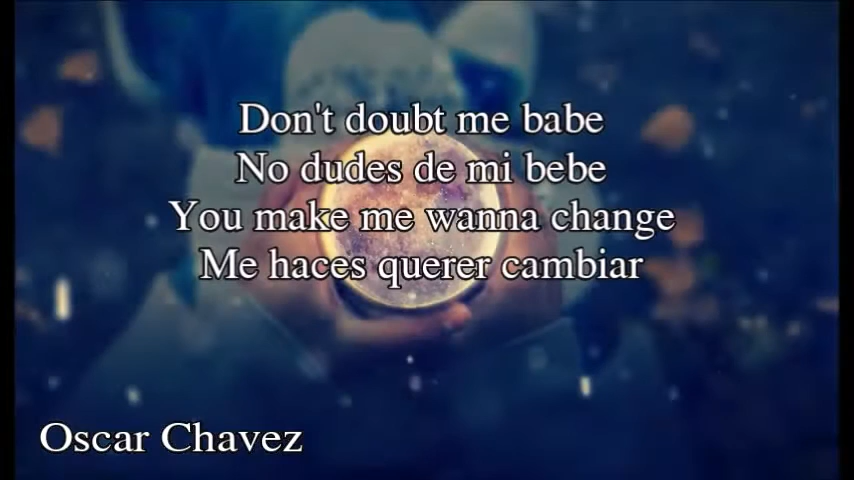 Don't doubt me babe
No dudes de mi bebe
You make me wanna change
Me haces querer cambiar
Oscar Chavez